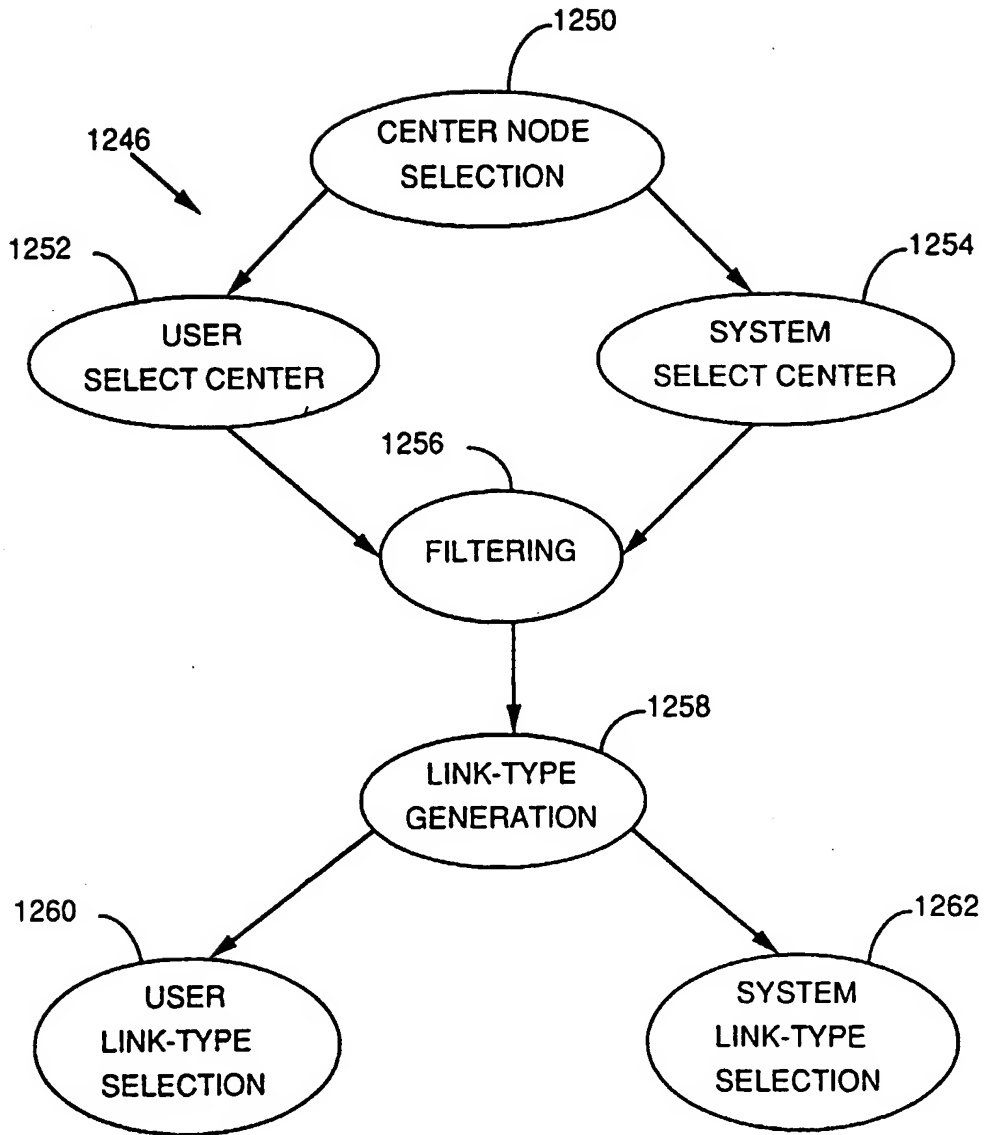 1250
CENTER NODE
SELECTION
1246
1252
1254
USER
SELECT CENTER
SYSTEM
SELECT CENTER
1256
FILTERING
1258
LINK-TYPE
GENERATION
1260
1262
USER
LINK-TYPE
SELECTION
SYSTEM
LINK-TYPE
SELECTION